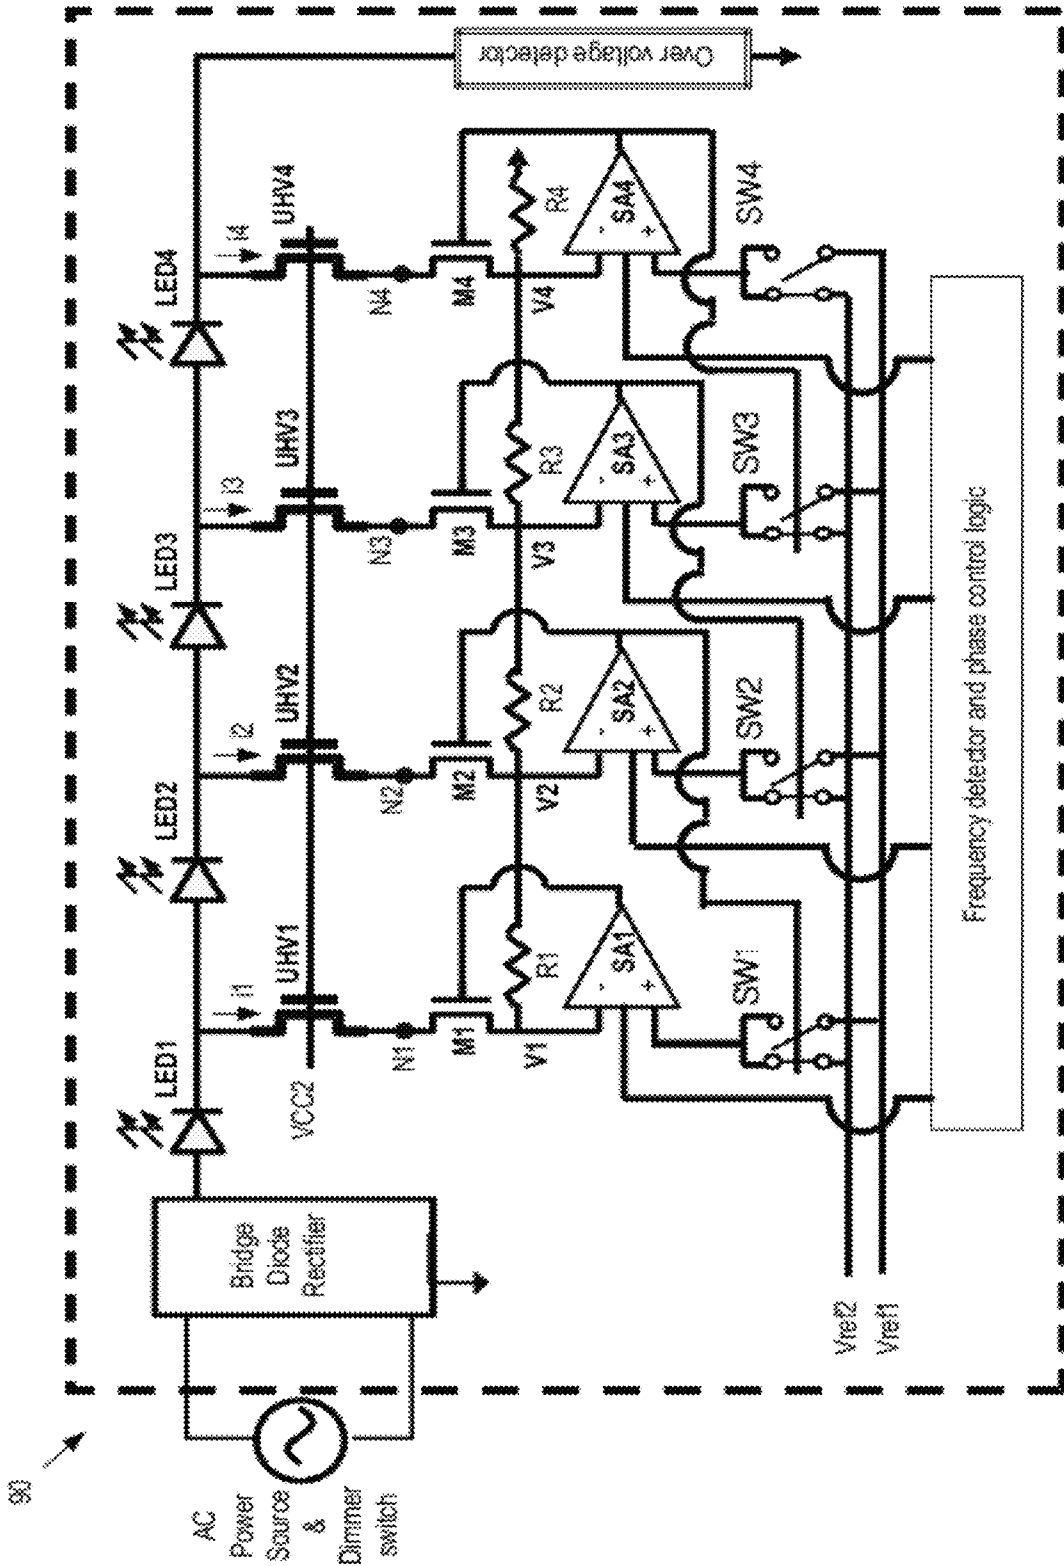 90
AC
Power
Source
&
Dimmer
switch
Bridge
Diode
Rectifier
LED1
LED2
LED3
LED4
Over voltage detector
VCC2
UHV1
UHV2
UHV3
UHV4
i1
i2
i3
i4
N1
N2
N3
N4
M1
M2
M3
M4
V1
V2
V3
V4
R1
R2
R3
R4
- SA1 +
- SA2 +
- SA3 +
- SA4 +
SW1
SW2
SW3
SW4
Vref2
Vref1
Frequency detector and phase control logic